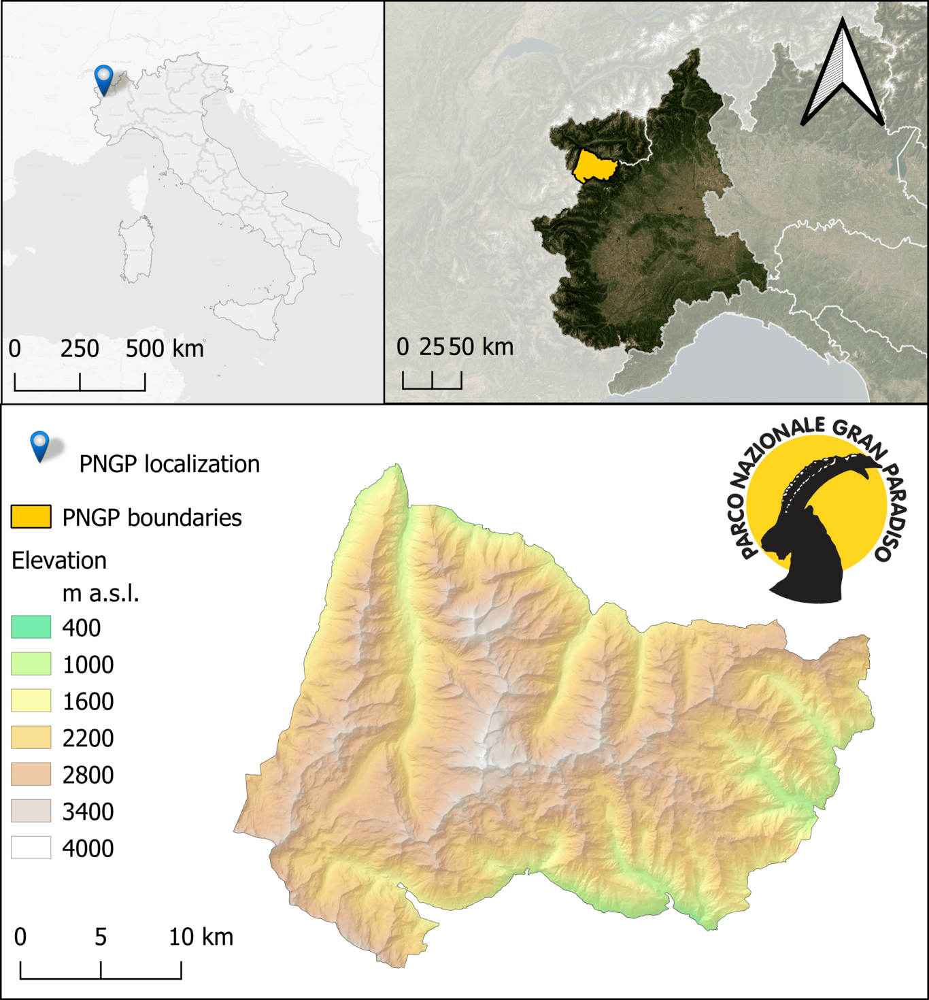 0 250 500 km
0 25 50 km
PNGP localization
PNGP boundaries
Elevation
m a.s.l.
400
1000
1600
2200
2800
3400
4000
0 5 10 km
PARCO NAZIONALE GRAN PARADISO